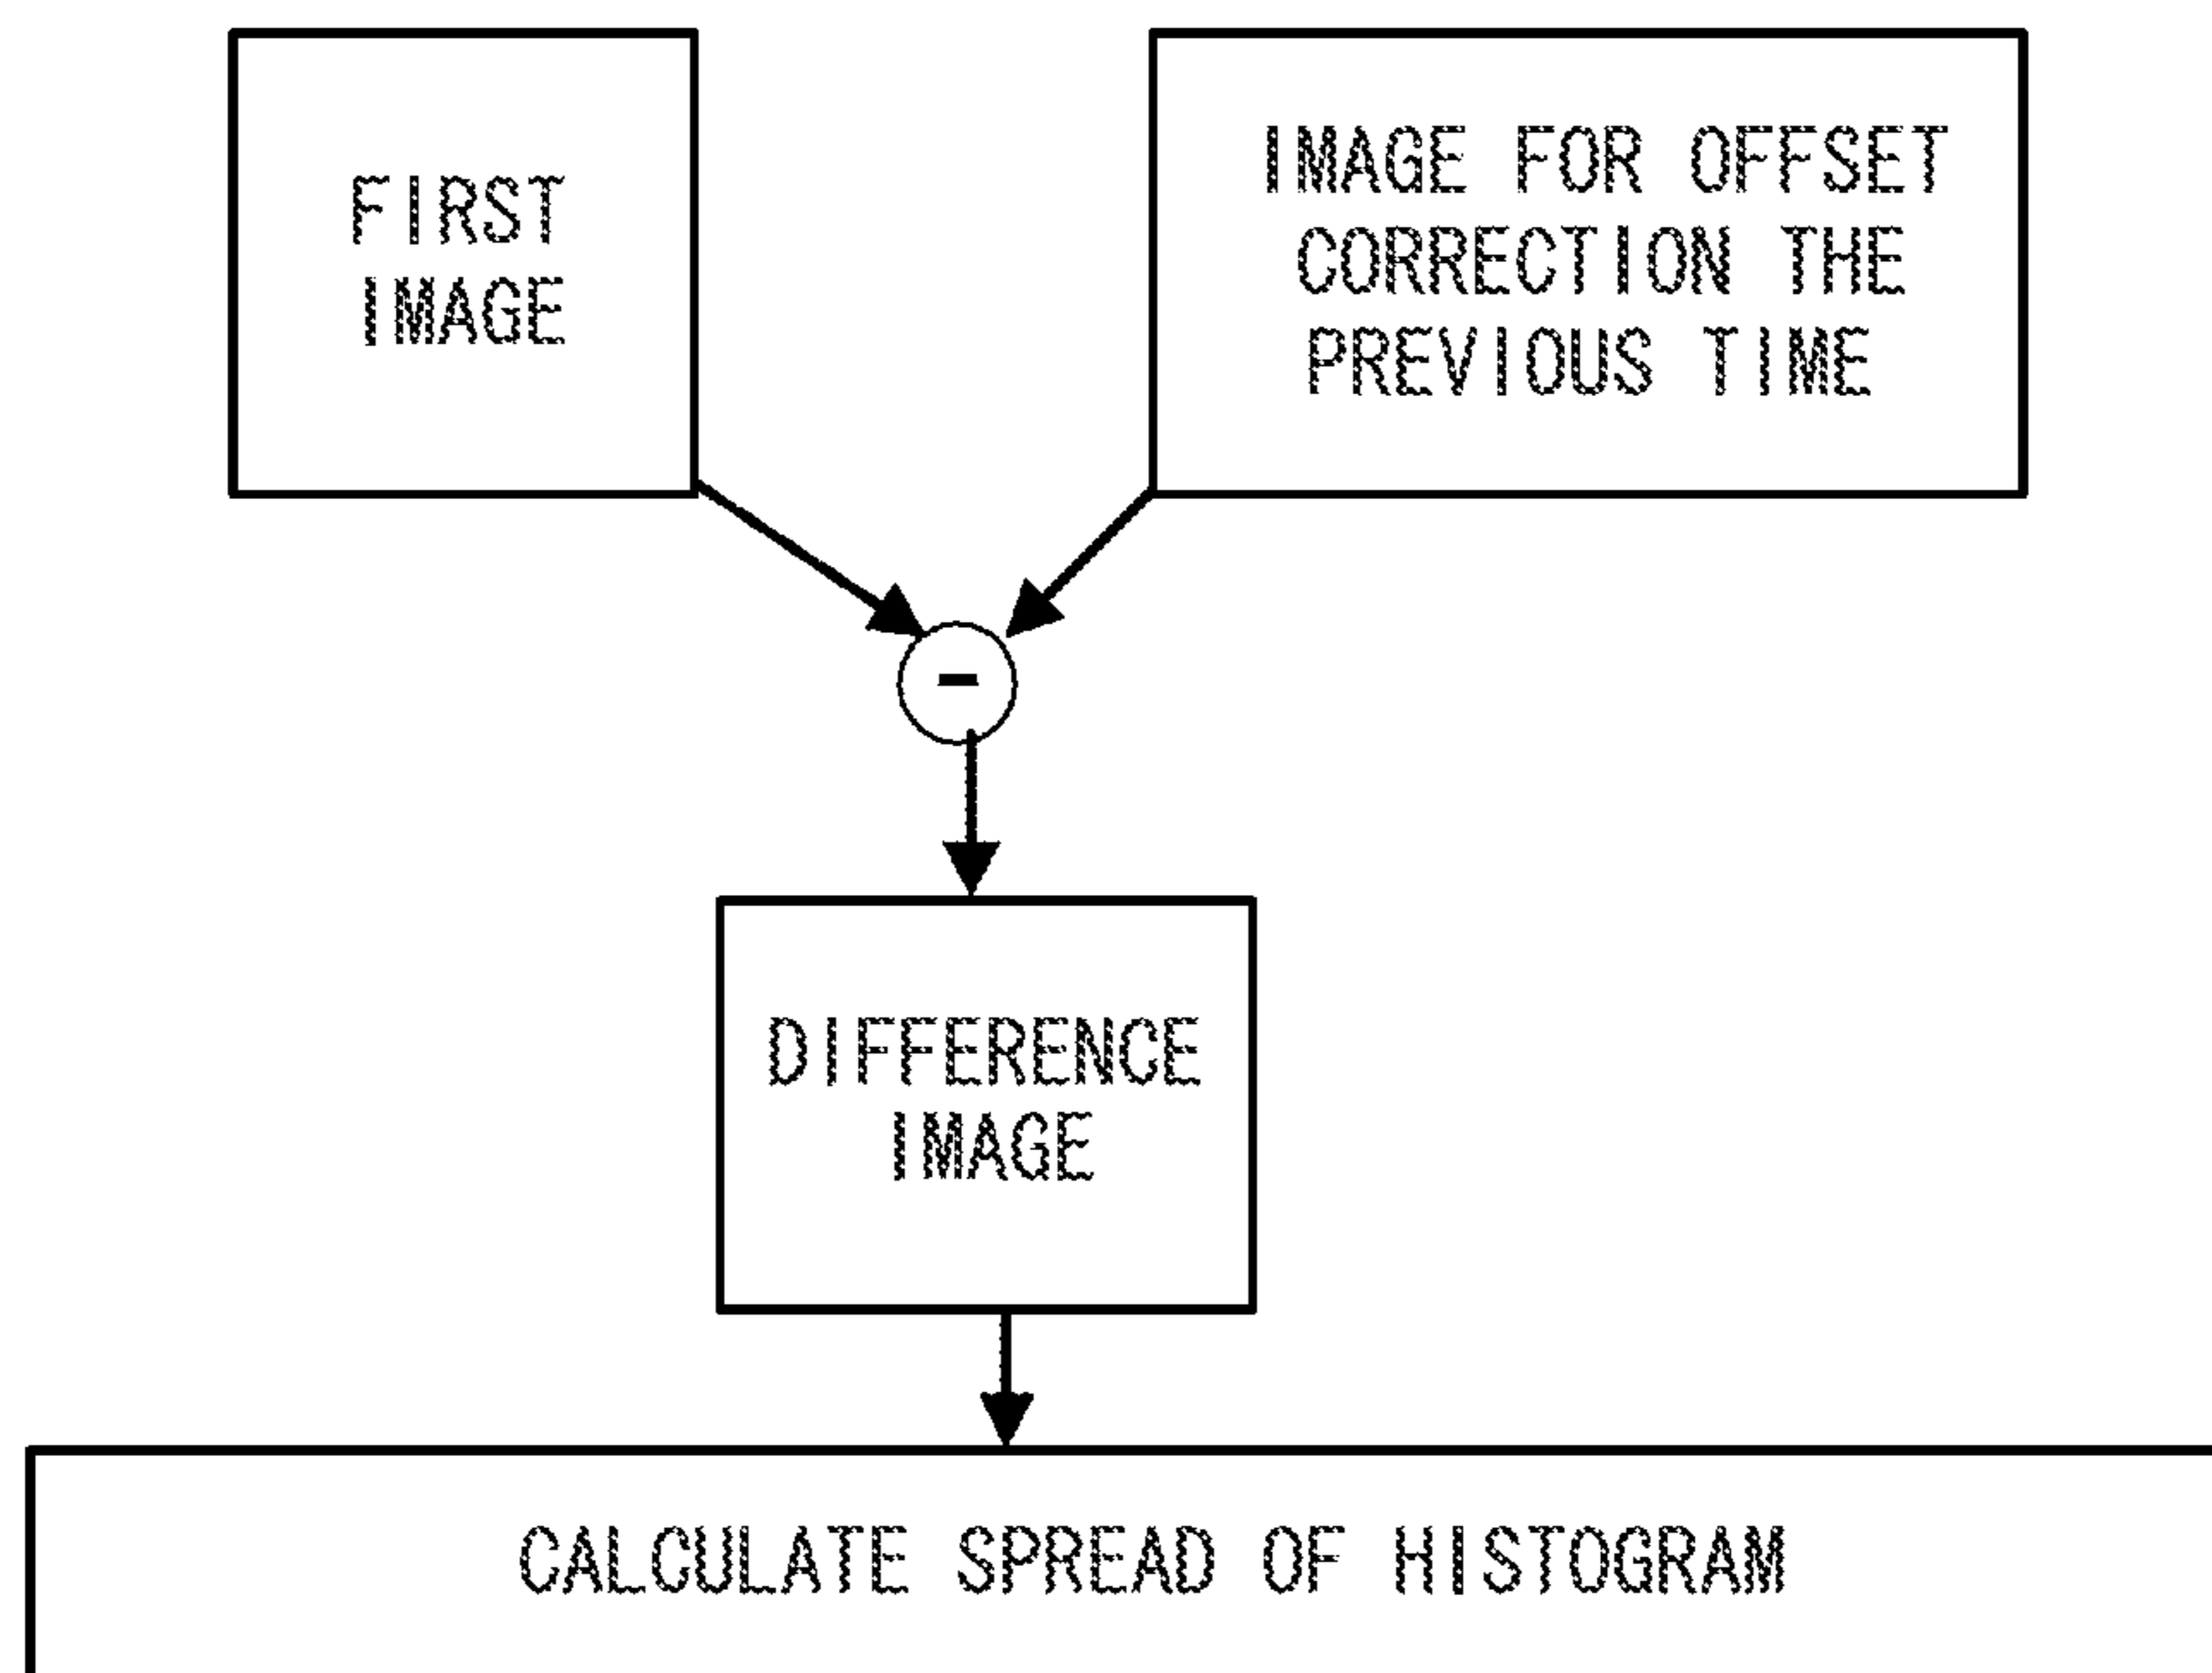 FIRST
IMAGE
IMAGE FOR OFFSET
CORRECTION THE
PREVIOUS TIME
-
DIFFERENCE
IMAGE
CALCULATE SPREAD OF HISTOGRAM